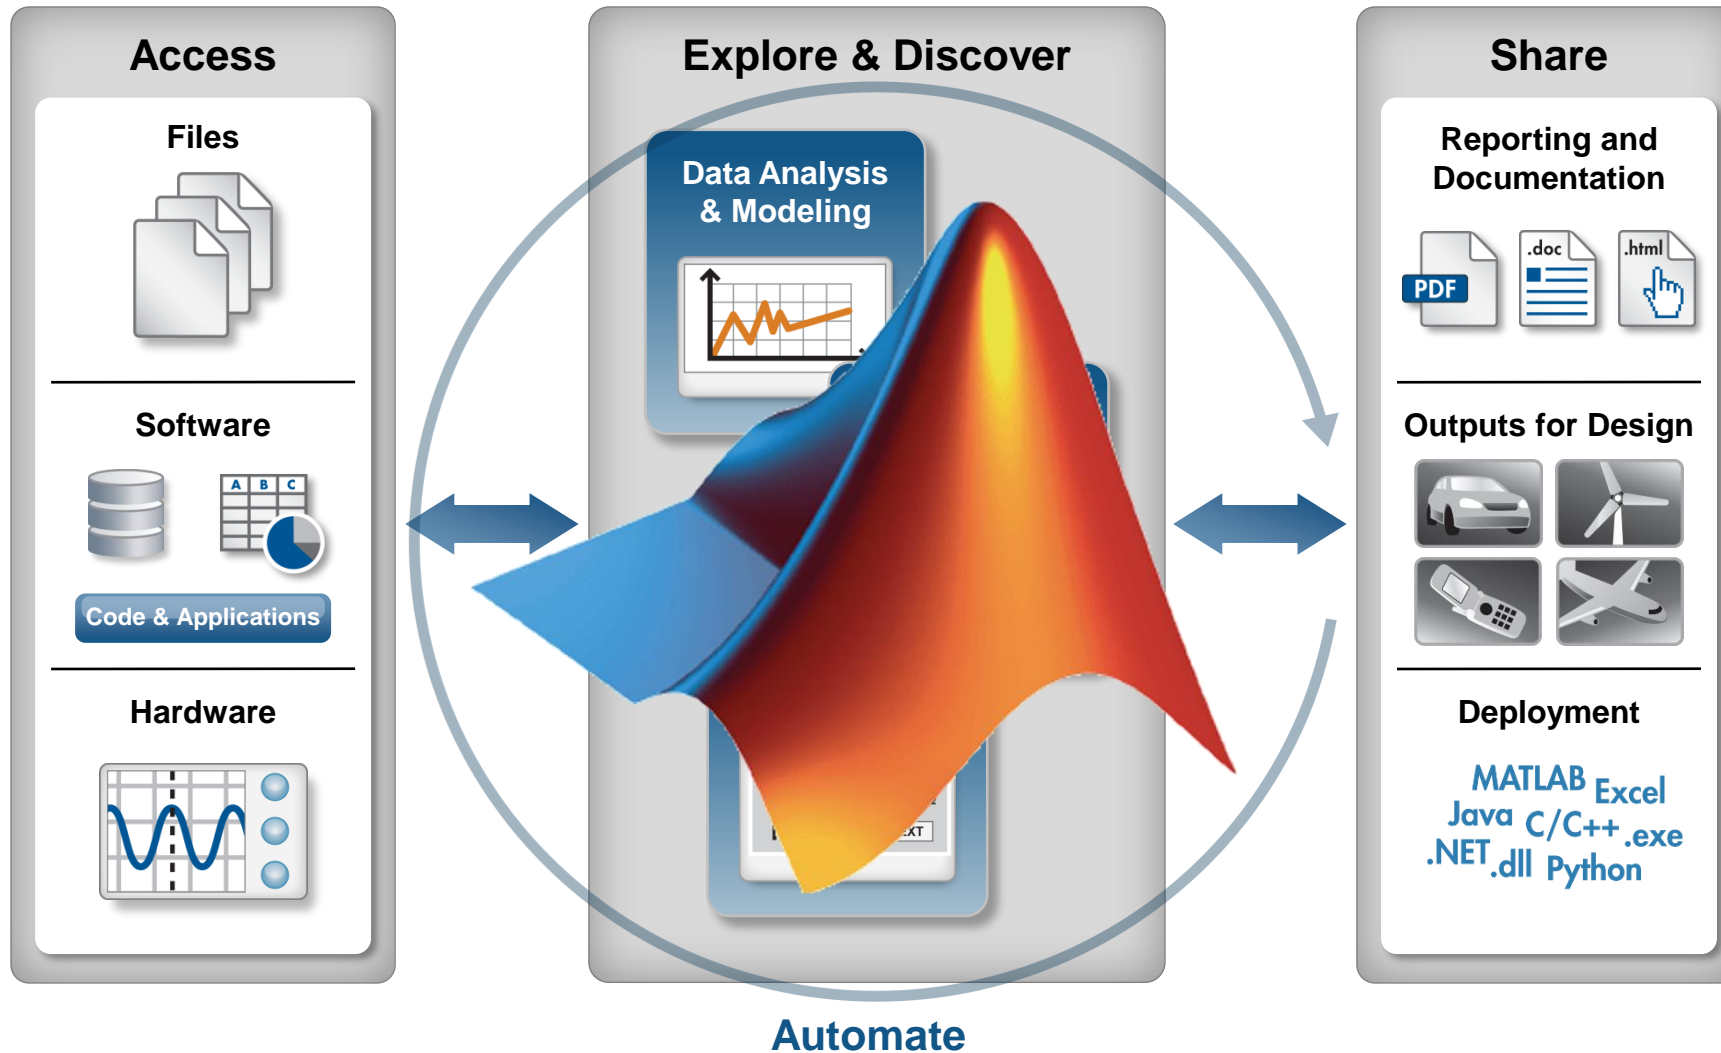 Access
Files
Software
A B C
Code & Applications
Hardware
Explore & Discover
Data Analysis
& Modeling
Share
Reporting and
Documentation
PDF
.doc
.html
Outputs for Design
Deployment
MATLAB Excel
Java C/C++ .exe
.NET .dll Python
Automate